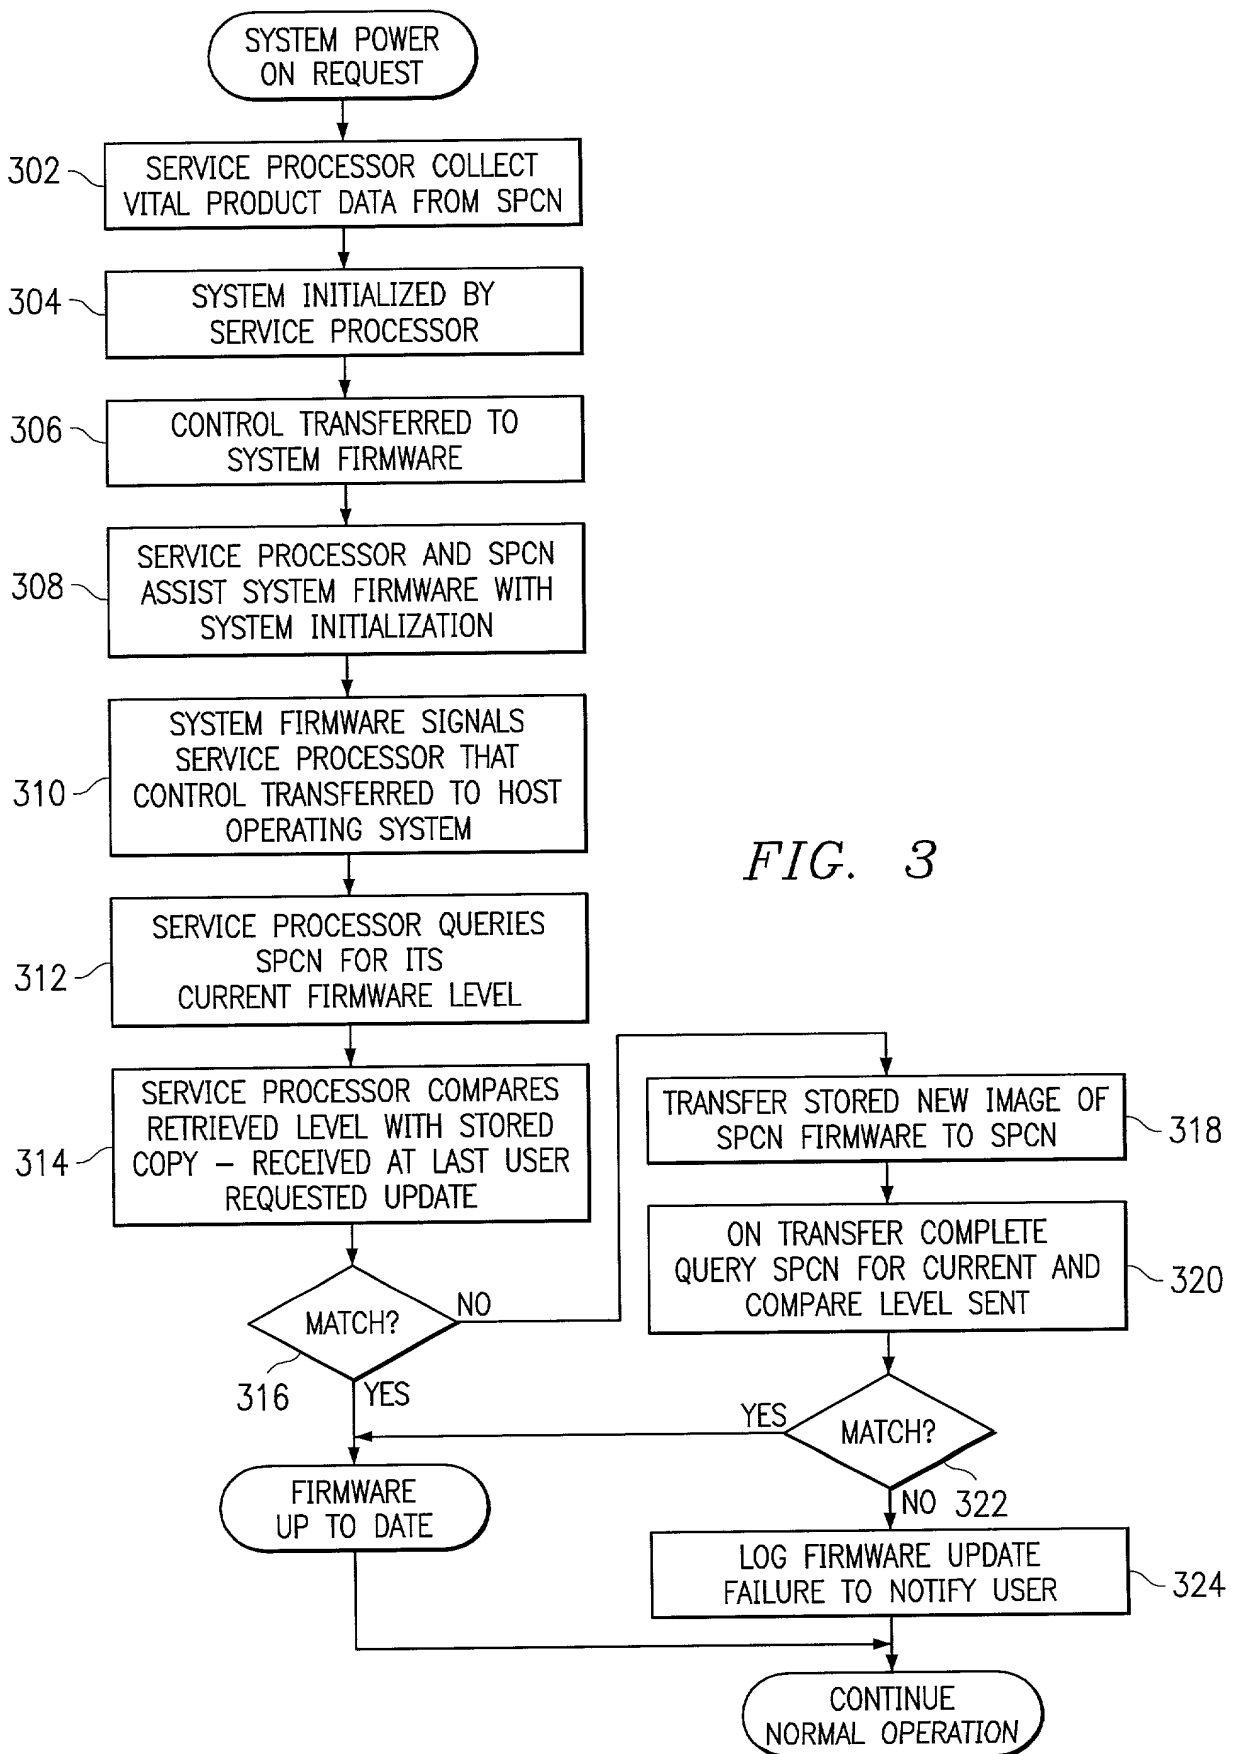 SYSTEM POWER
ON REQUEST
302
SERVICE PROCESSOR COLLECT
VITAL PRODUCT DATA FROM SPCN
304
SYSTEM INITIALIZED BY
SERVICE PROCESSOR
306
CONTROL TRANSFERRED TO
SYSTEM FIRMWARE
308
SERVICE PROCESSOR AND SPCN
ASSIST SYSTEM FIRMWARE WITH
SYSTEM INITIALIZATION
310
SYSTEM FIRMWARE SIGNALS
SERVICE PROCESSOR THAT
CONTROL TRANSFERRED TO HOST
OPERATING SYSTEM
FIG. 3
312
SERVICE PROCESSOR QUERIES
SPCN FOR ITS
CURRENT FIRMWARE LEVEL
314
SERVICE PROCESSOR COMPARES
RETRIEVED LEVEL WITH STORED
COPY – RECEIVED AT LAST USER
REQUESTED UPDATE
MATCH?
NO
316
YES
TRANSFER STORED NEW IMAGE OF
SPCN FIRMWARE TO SPCN
318
ON TRANSFER COMPLETE
QUERY SPCN FOR CURRENT AND
COMPARE LEVEL SENT
320
YES
MATCH?
NO
322
FIRMWARE
UP TO DATE
LOG FIRMWARE UPDATE
FAILURE TO NOTIFY USER
324
CONTINUE
NORMAL OPERATION